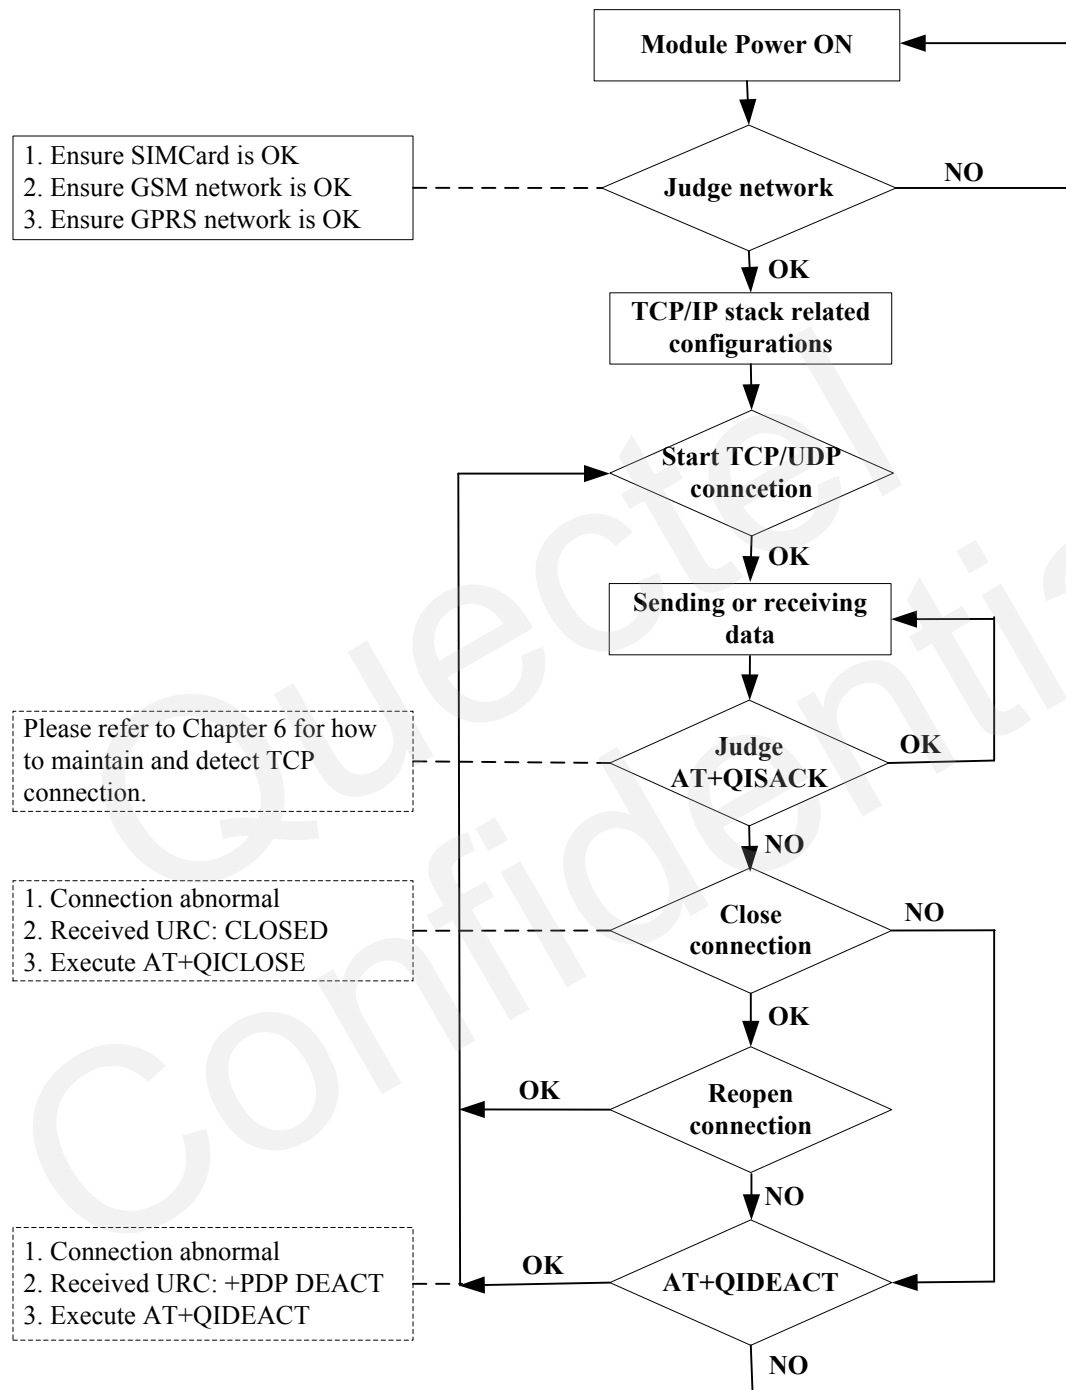 Module Power ON
1. Ensure SIMCard is OK
2. Ensure GSM network is OK
3. Ensure GPRS network is OK
Judge network
NO
OK
TCP/IP stack related
configurations
Start TCP/UDP
conncetion
OK
Sending or receiving
data
Please refer to Chapter 6 for how
to maintain and detect TCP
connection.
Judge
AT+QISACK
OK
NO
1. Connection abnormal
2. Received URC: CLOSED
3. Execute AT+QICLOSE
Close
connection
NO
OK
OK
Reopen
connection
NO
1. Connection abnormal
2. Received URC: +PDP DEACT
3. Execute AT+QIDEACT
OK
AT+QIDEACT
NO
Quectel
Confidentia